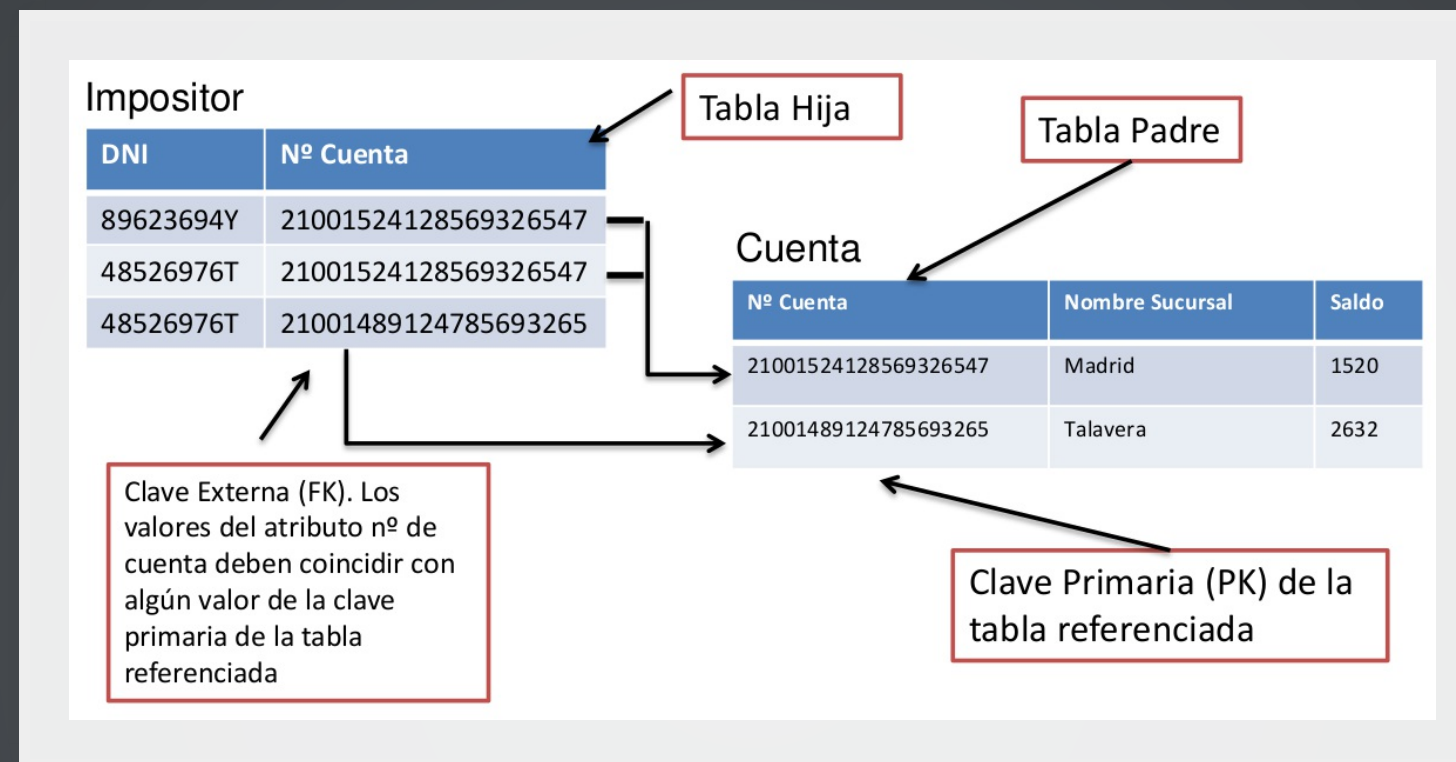 Impositor
Tabla Hija
Tabla Padre
DNI Nº Cuenta
89623694Y 21001524128569326547
48526976T 21001524128569326547
48526976T 21001489124785693265
Cuenta
Nº Cuenta Nombre Sucursal Saldo
21001524128569326547 Madrid 1520
21001489124785693265 Talavera 2632
Clave Externa (FK). Los
valores del atributo nº de
cuenta deben coincidir con
algún valor de la clave
primaria de la tabla
referenciada
Clave Primaria (PK) de la
tabla referenciada